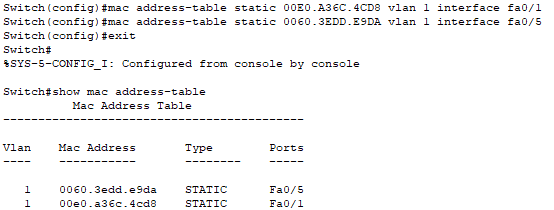 Switch(config)#mac address-table static 00E0.A36C.4CD8 vlan 1 interface fa0/1
Switch(config)#mac address-table static 0060.3EDD.E9DA vlan 1 interface fa0/5
Switch(config)#exit
Switch#
%SYS-5-CONFIG_I: Configured from console by console
Switch#show mac address-table
Mac Address Table
-------------------------------------------
Vlan    Mac Address       Type        Ports
----    -----------       --------    -----
1    0060.3edd.e9da    STATIC      Fa0/5
1    00e0.a36c.4cd8    STATIC      Fa0/1